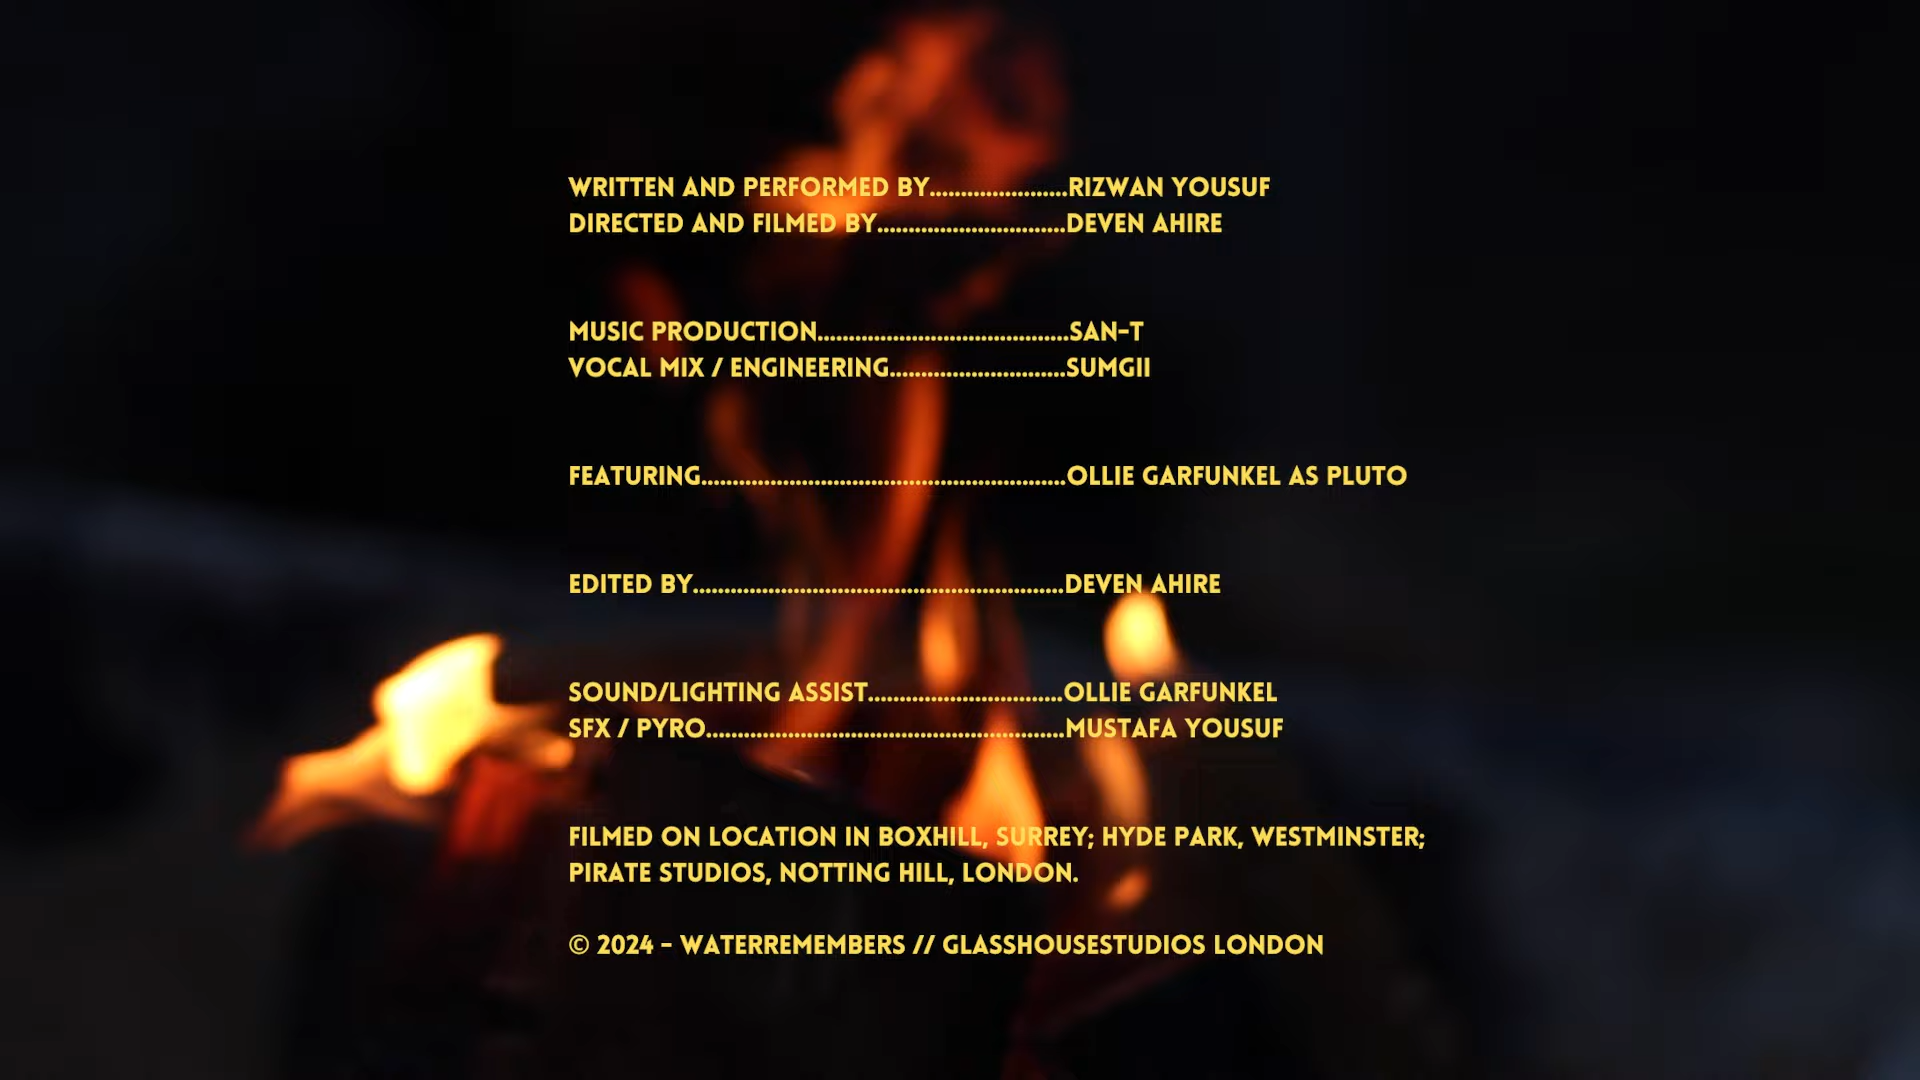 WRITTEN AND PERFORMED BY......................RIZWAN YOUSUF
DIRECTED AND FILMED BY..............................DEVEN AHIRE
MUSIC PRODUCTION........................................SAN-T
VOCAL MIX / ENGINEERING............................SUMGII
FEATURING..........................................................OLLIE GARFUNKEL AS PLUTO
EDITED BY...........................................................DEVEN AHIRE
SOUND/LIGHTING ASSIST...............................OLLIE GARFUNKEL
SFX / PYRO.........................................................MUSTAFA YOUSUF
FILMED ON LOCATION IN BOXHILL, SURREY; HYDE PARK, WESTMINSTER;
PIRATE STUDIOS, NOTTING HILL, LONDON.
© 2024 - WATERREMEMBERS // GLASSHOUSESTUDIOS LONDON